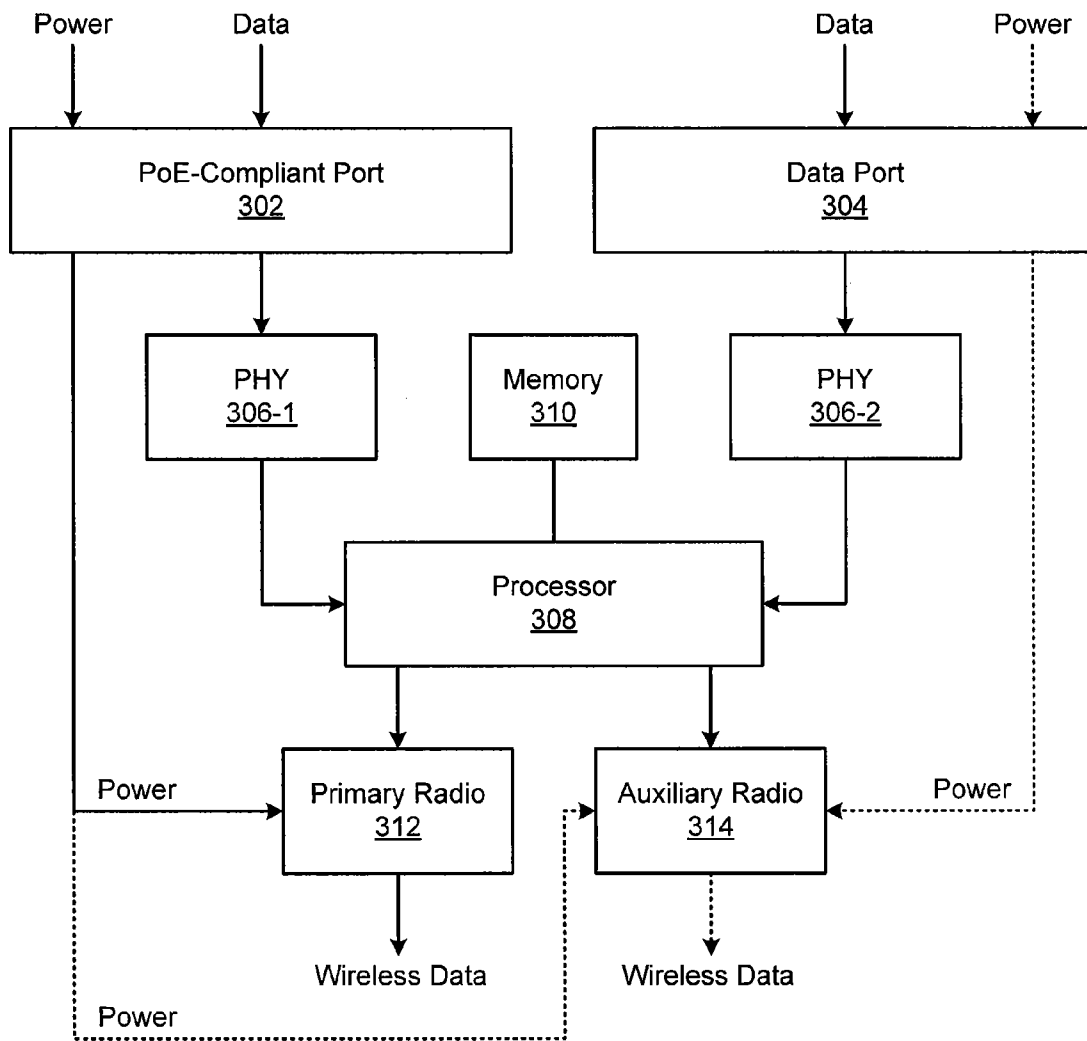 Power
Data
Data
Power
PoE-Compliant Port
302
Data Port
304
PHY
306-1
Memory
310
PHY
306-2
Processor
308
Power
Primary Radio
312
Auxiliary Radio
314
Power
Wireless Data
Wireless Data
Power